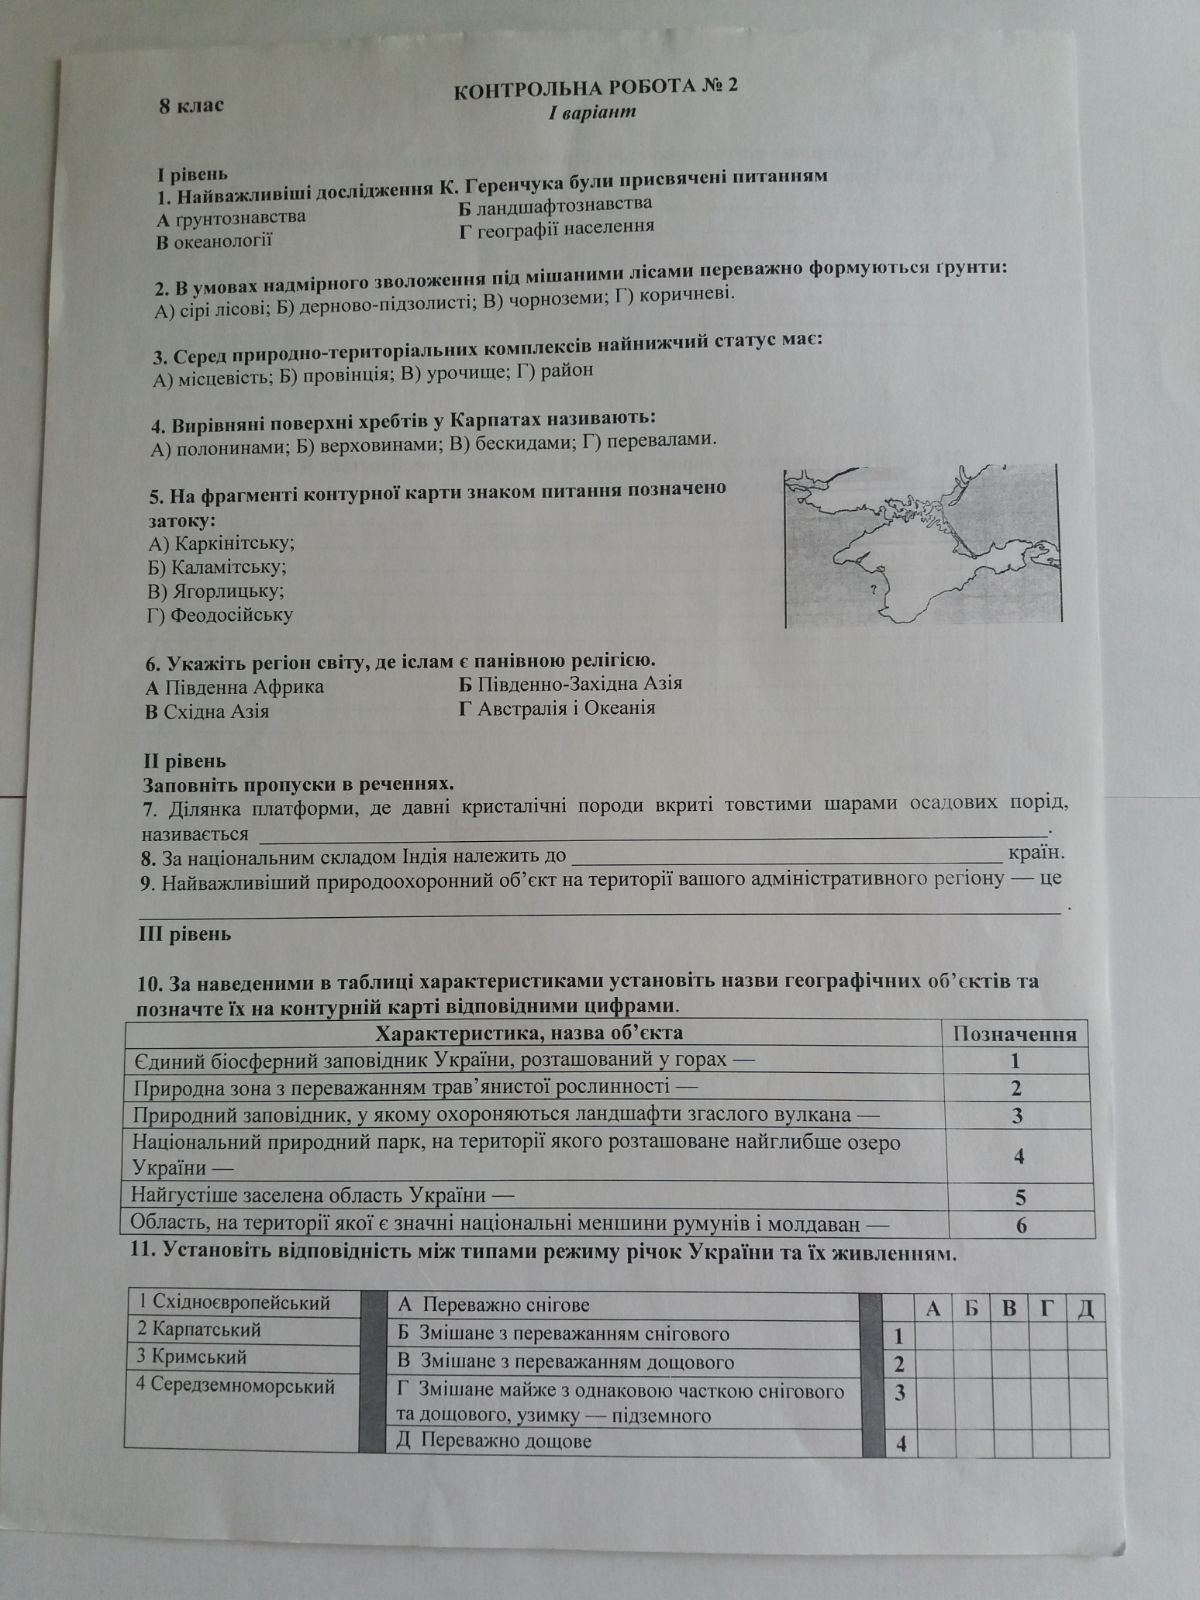 8 клас
КОНТРОЛЬНА РОБОТА № 2
І варіант
І рівень
1. Найважливіші дослідження К. Геренчука були присвячені питанням
А ґрунтознавства Б ландшафтознавства
В океанології Г географії населення
2. В умовах надмірного зволоження під мішаними лісами переважно формуються ґрунти:
А) сірі лісові; Б) дерново-підзолисті; В) чорноземи; Г) коричневі.
3. Серед природно-територіальних комплексів найнижчий статус має:
А) місцевість; Б) провінція; В) урочище; Г) район
4. Вирівняні поверхні хребтів у Карпатах називають:
А) полонинами; Б) верховинами; В) бескидами; Г) перевалами.
5. На фрагменті контурної карти знаком питання позначено
затоку:
А) Каркінітську;
Б) Каламітську;
В) Ягорлицьку;
Г) Феодосійську
?
6. Укажіть регіон світу, де іслам є панівною релігією.
А Південна Африка Б Південно-Західна Азія
В Східна Азія Г Австралія і Океанія
ІІ рівень
Заповніть пропуски в реченнях.
7. Ділянка платформи, де давні кристалічні породи вкриті товстими шарами осадових порід,
називається ______.
8. За національним складом Індія належить до ______ країн.
9. Найважливіший природоохоронний об’єкт на території вашого адміністративного регіону — це
______.
ІІІ рівень
10. За наведеними в таблиці характеристиками установіть назви географічних об’єктів та
позначте їх на контурній карті відповідними цифрами.
Характеристика, назва об’єкта Позначення
Єдиний біосферний заповідник України, розташований у горах — 1
Природна зона з переважанням трав’янистої рослинності — 2
Природний заповідник, у якому охороняються ландшафти згаслого вулкана — 3
Національний природний парк, на території якого розташоване найглибше озеро
України — 4
Найгустіше заселена область України — 5
Область, на території якої є значні національні меншини румунів і молдаван — 6
11. Установіть відповідність між типами режиму річок України та їх живленням.
1 Східноєвропейський А Переважно снігове А Б В Г Д
2 Карпатський Б Змішане з переважанням снігового 1
3 Кримський В Змішане з переважанням дощового 2
4 Середземноморський Г Змішане майже з однаковою часткою снігового 3
та дощового, узимку — підземного
Д Переважно дощове 4